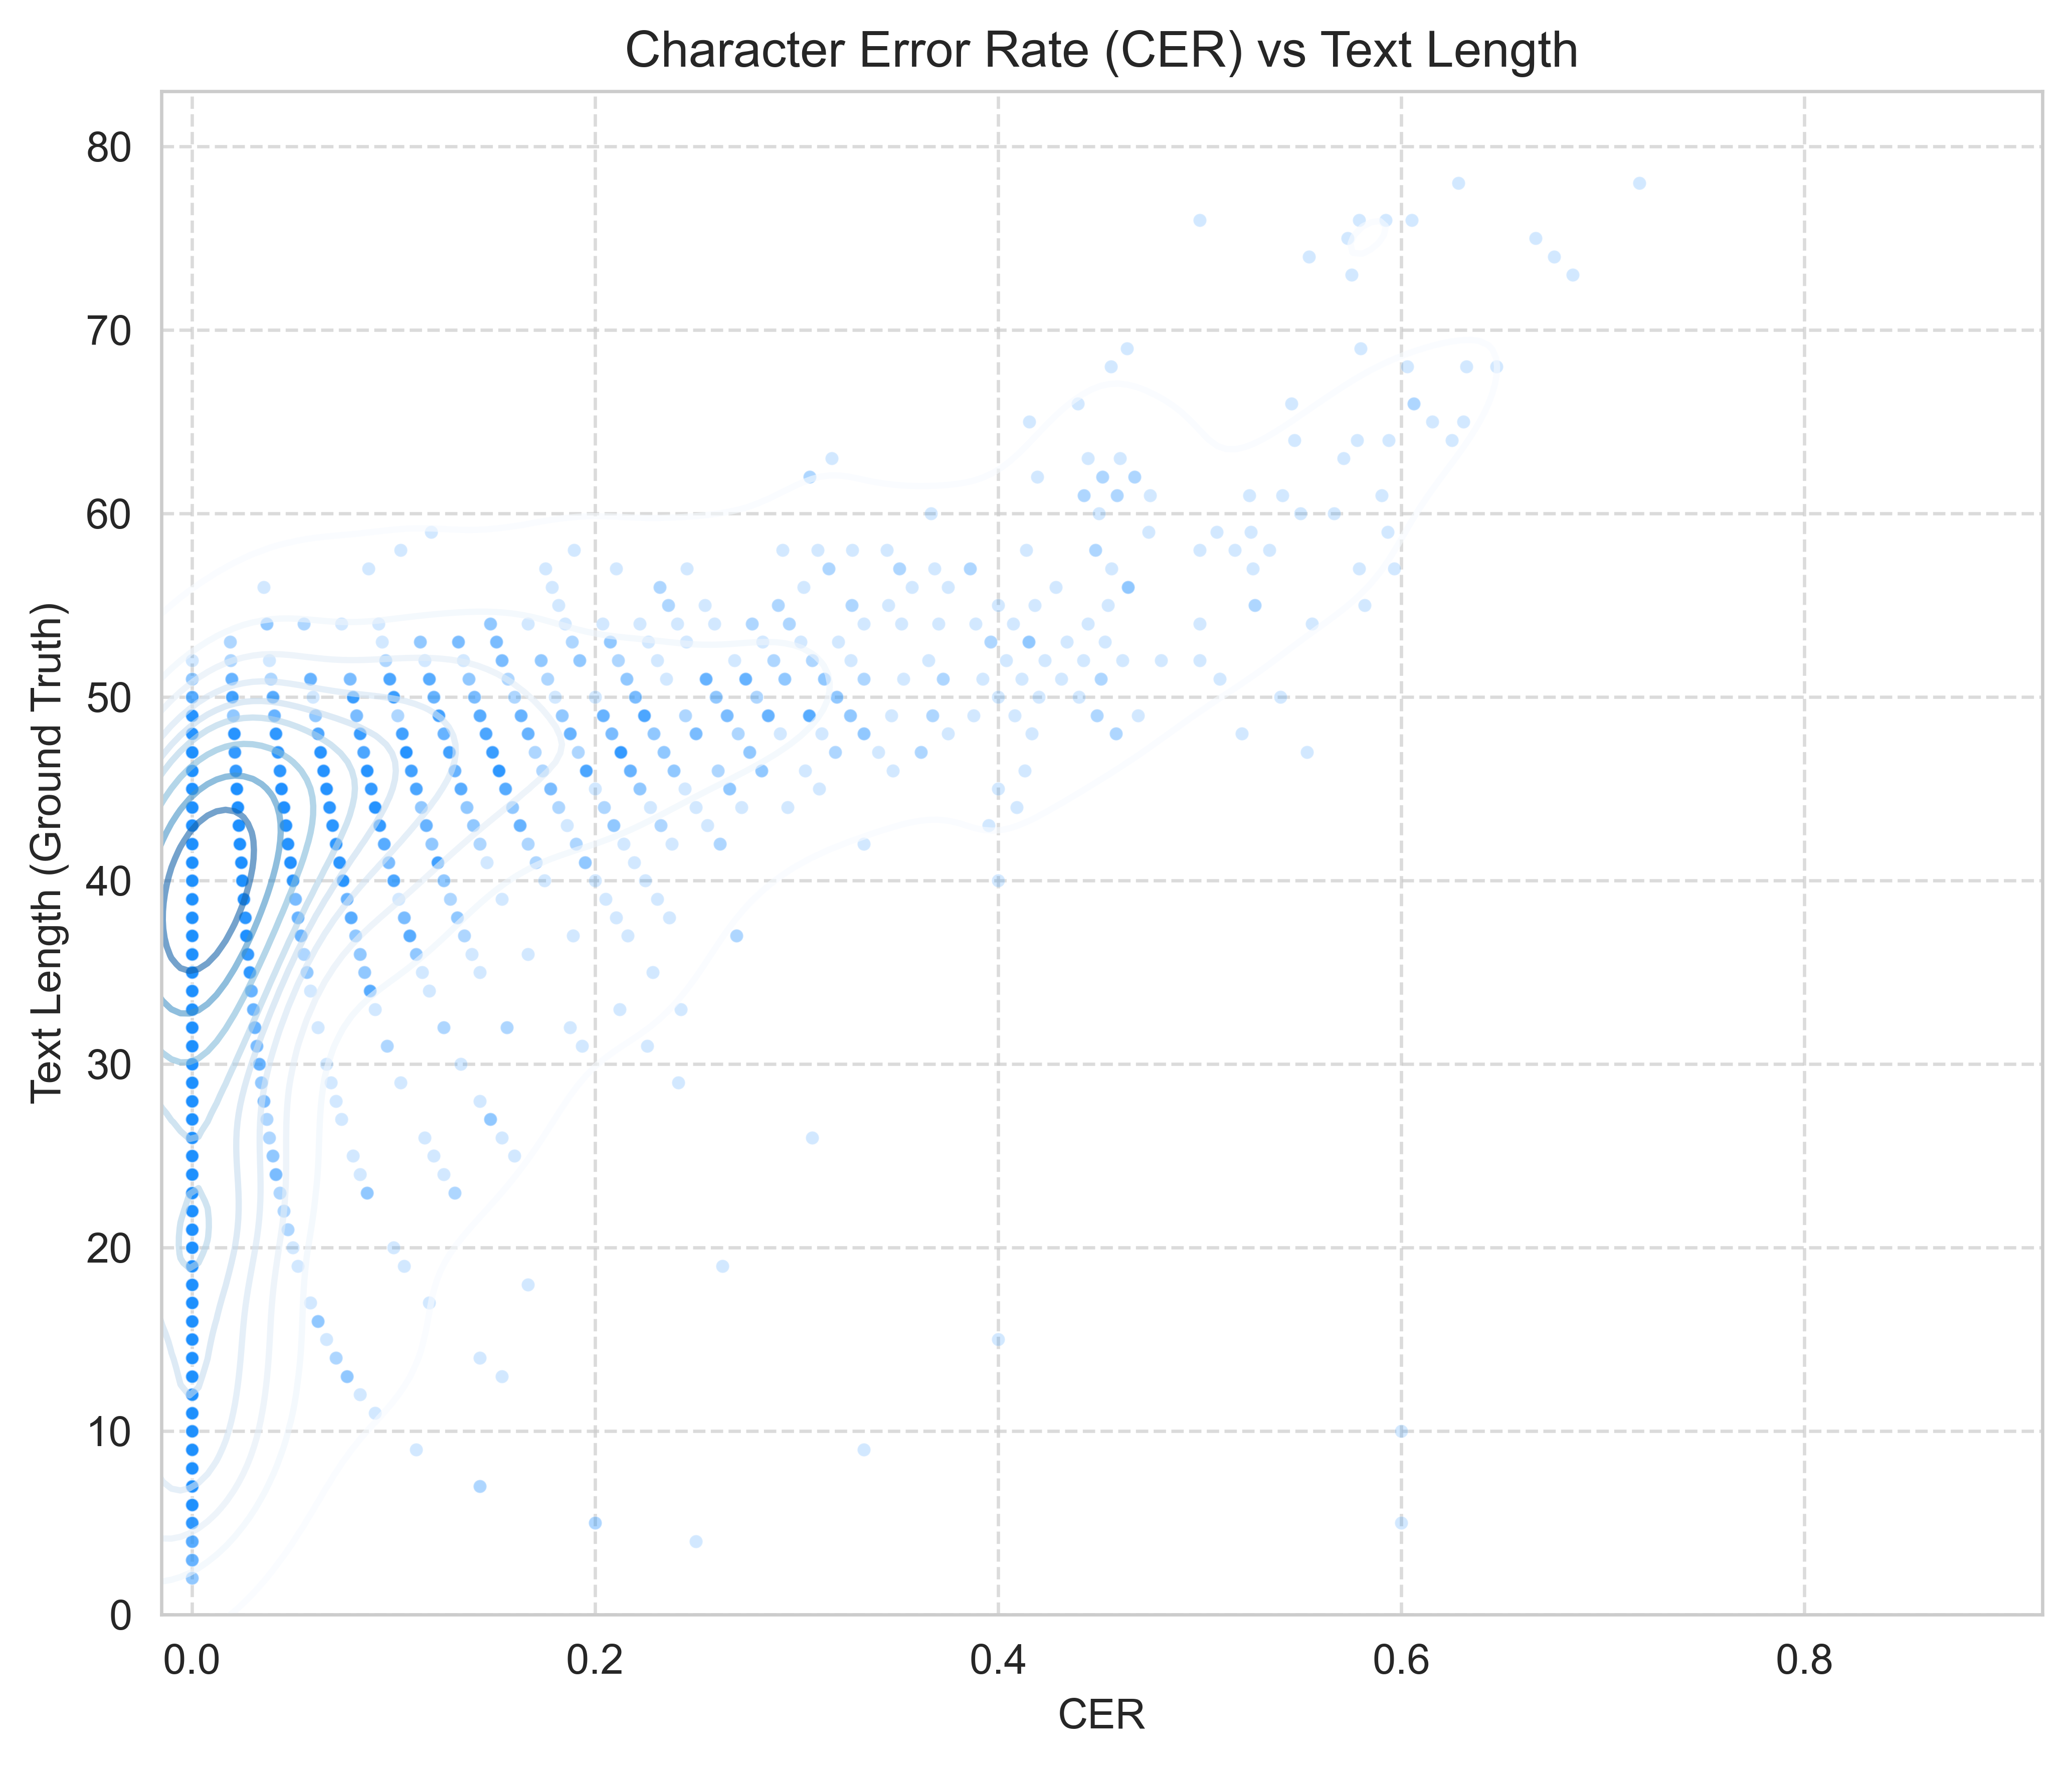 Character Error Rate (CER) vs Text Length
Text Length (Ground Truth)
80
70
60
50
40
30
20
10
0
0.0 0.2 0.4 0.6 0.8
CER